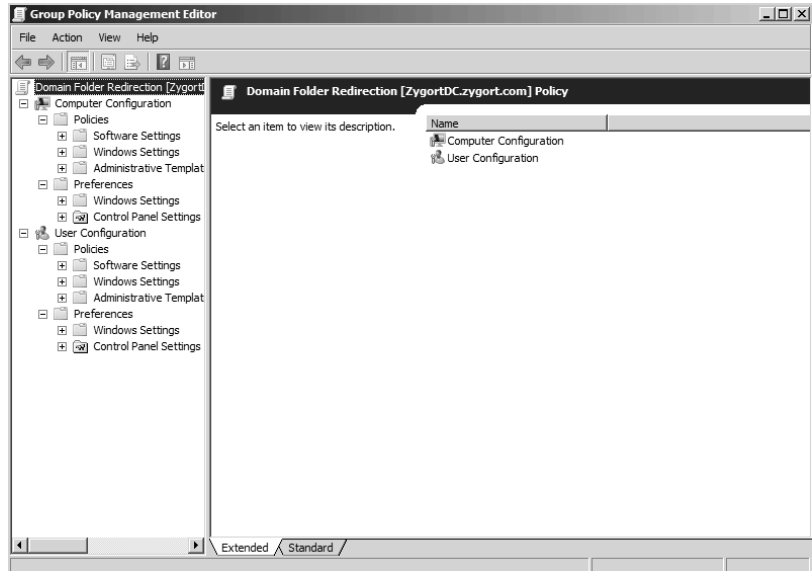 Group Policy Management Editor
File Action View Help
Domain Folder Redirection [Zygort
Computer Configuration
Policies
Software Settings
Windows Settings
Administrative Templat
Preferences
Windows Settings
Control Panel Settings
User Configuration
Policies
Software Settings
Windows Settings
Administrative Templat
Preferences
Windows Settings
Control Panel Settings
Domain Folder Redirection [ZygortDC.zygort.com] Policy
Select an item to view its description.
Name
Computer Configuration
User Configuration
Extended Standard